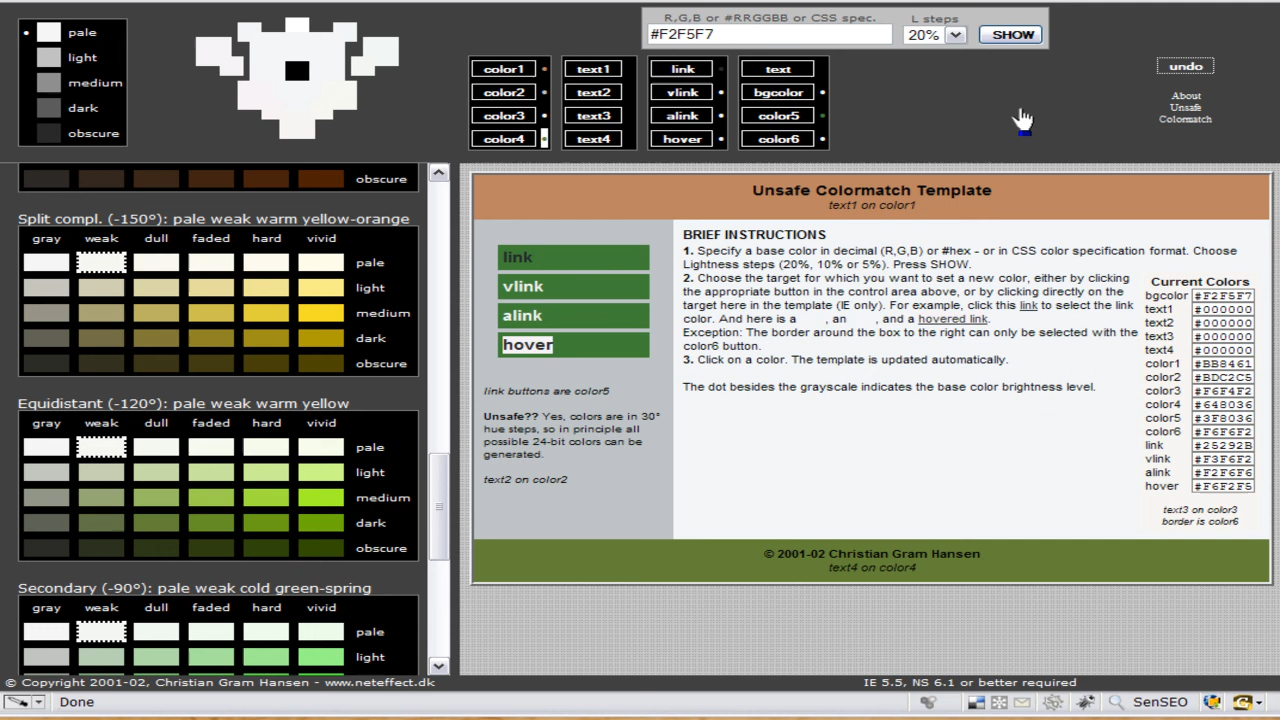 R,G,B or #RRGGBB or CSS spec.
L steps
#F2F5F7
20%
SHOW
pale
light
medium
dark
obscure
color1
color2
color3
color4
text1
text2
text3
text4
link
vlink
alink
hover
text
bgcolor
color5
color6
undo
About
Unsafe
Colormatch
obscure
Split compl. (-150°): pale weak warm yellow-orange
gray weak dull faded hard vivid
pale
light
medium
dark
obscure
Equidistant (-120°): pale weak warm yellow
gray weak dull faded hard vivid
pale
light
medium
dark
obscure
Secondary (-90°): pale weak cold green-spring
gray weak dull faded hard vivid
pale
light
Unsafe Colormatch Template
text1 on color1
link
vlink
alink
hover
link buttons are color5
Unsafe?? Yes, colors are in 30°
hue steps, so in principle all
possible 24-bit colors can be
generated.
text2 on color2
BRIEF INSTRUCTIONS
1. Specify a base color in decimal (R,G,B) or #hex - or in CSS color specification format. Choose
Lightness steps (20%, 10% or 5%). Press SHOW.
2. Choose the target for which you want to set a new color, either by clicking
the appropriate button in the control area above, or by clicking directly on the
target here in the template (IE only). For example, click this link to select the link
color. And here is a , an , and a hovered link.
Exception: The border around the box to the right can only be selected with the
color6 button.
3. Click on a color. The template is updated automatically.
The dot besides the grayscale indicates the base color brightness level.
Current Colors
bgcolor #F2F5F7
text1 #000000
text2 #000000
text3 #000000
text4 #000000
color1 #BB8461
color2 #BDC2C5
color3 #F6F4F2
color4 #648036
color5 #3F8036
color6 #F6F6F2
link #25292B
vlink #F3F6F2
alink #F2F6F6
hover #F6F2F5
text3 on color3
border is color6
© 2001-02 Christian Gram Hansen
text4 on color4
© Copyright 2001-02, Christian Gram Hansen - www.neteffect.dk
IE 5.5, NS 6.1 or better required
Done
SenSEO